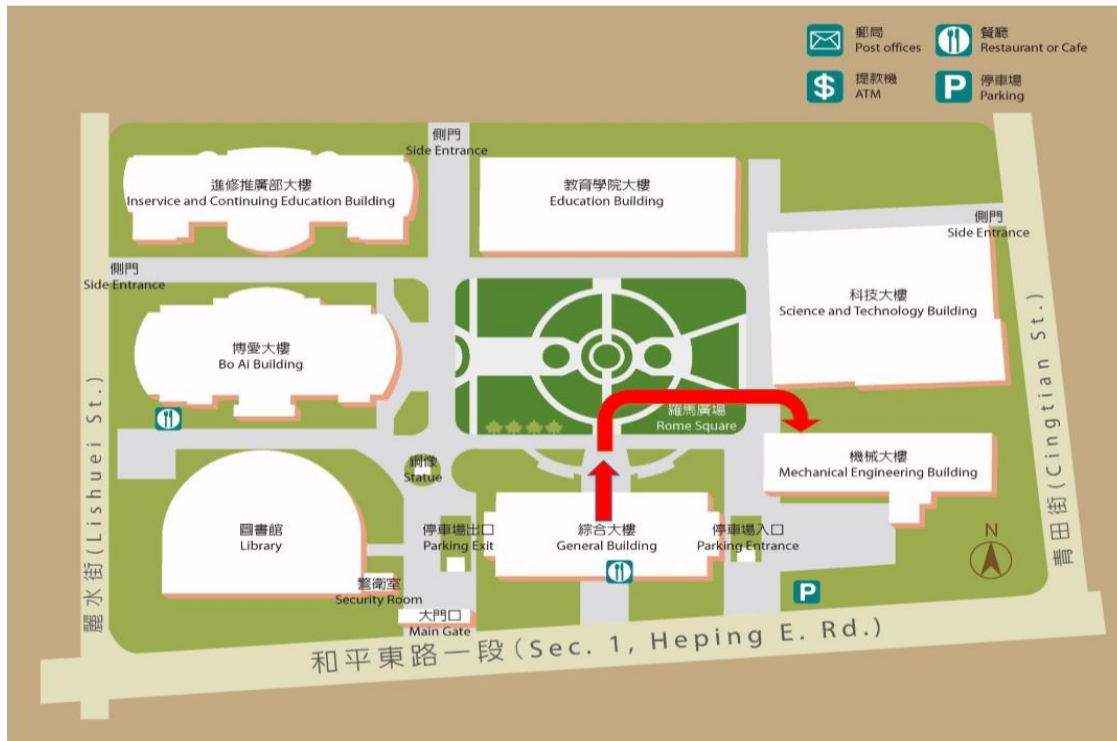 郵局
Post offices
餐廳
Restaurant or Cafe
$
提款機
ATM
P
停車場
Parking
側門
Side Entrance
進修推廣部大樓
Inservice and Continuing Education Building
教育學院大樓
Education Building
側門
Side Entrance
側門
Side Entrance
科技大樓
Science and Technology Building
博愛大樓
Bo Ai Building
羅馬廣場
Rome Square
機械大樓
Mechanical Engineering Building
銅像
Statue
圖書館
Library
停車場出口
Parking Exit
綜合大樓
General Building
停車場入口
Parking Entrance
N
警衛室
Security Room
大門口
Main Gate
P
麗水街(Lishuei St.)
青田街(Cingtian St.)
和平東路一段(Sec. 1, Heping E. Rd.)